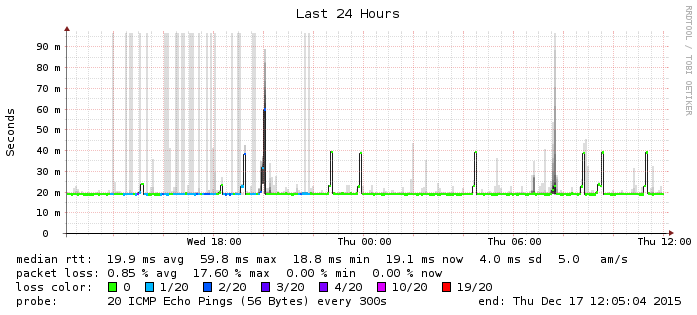 Last 24 Hours
RRDTOOL / TOBI OETIKER
Seconds
90 m
80 m
70 m
60 m
50 m
40 m
30 m
20 m
10 m
0
Wed 18:00 Thu 00:00 Thu 06:00 Thu 12:00
median rtt: 19.9 ms avg 59.8 ms max 18.8 ms min 19.1 ms now 4.0 ms sd 5.0 am/s
packet loss: 0.85 % avg 17.60 % max 0.00 % min 0.00 % now
loss color: 0 1/20 2/20 3/20 4/20 10/20 19/20
probe: 20 ICMP Echo Pings (56 Bytes) every 300s end: Thu Dec 17 12:05:04 2015